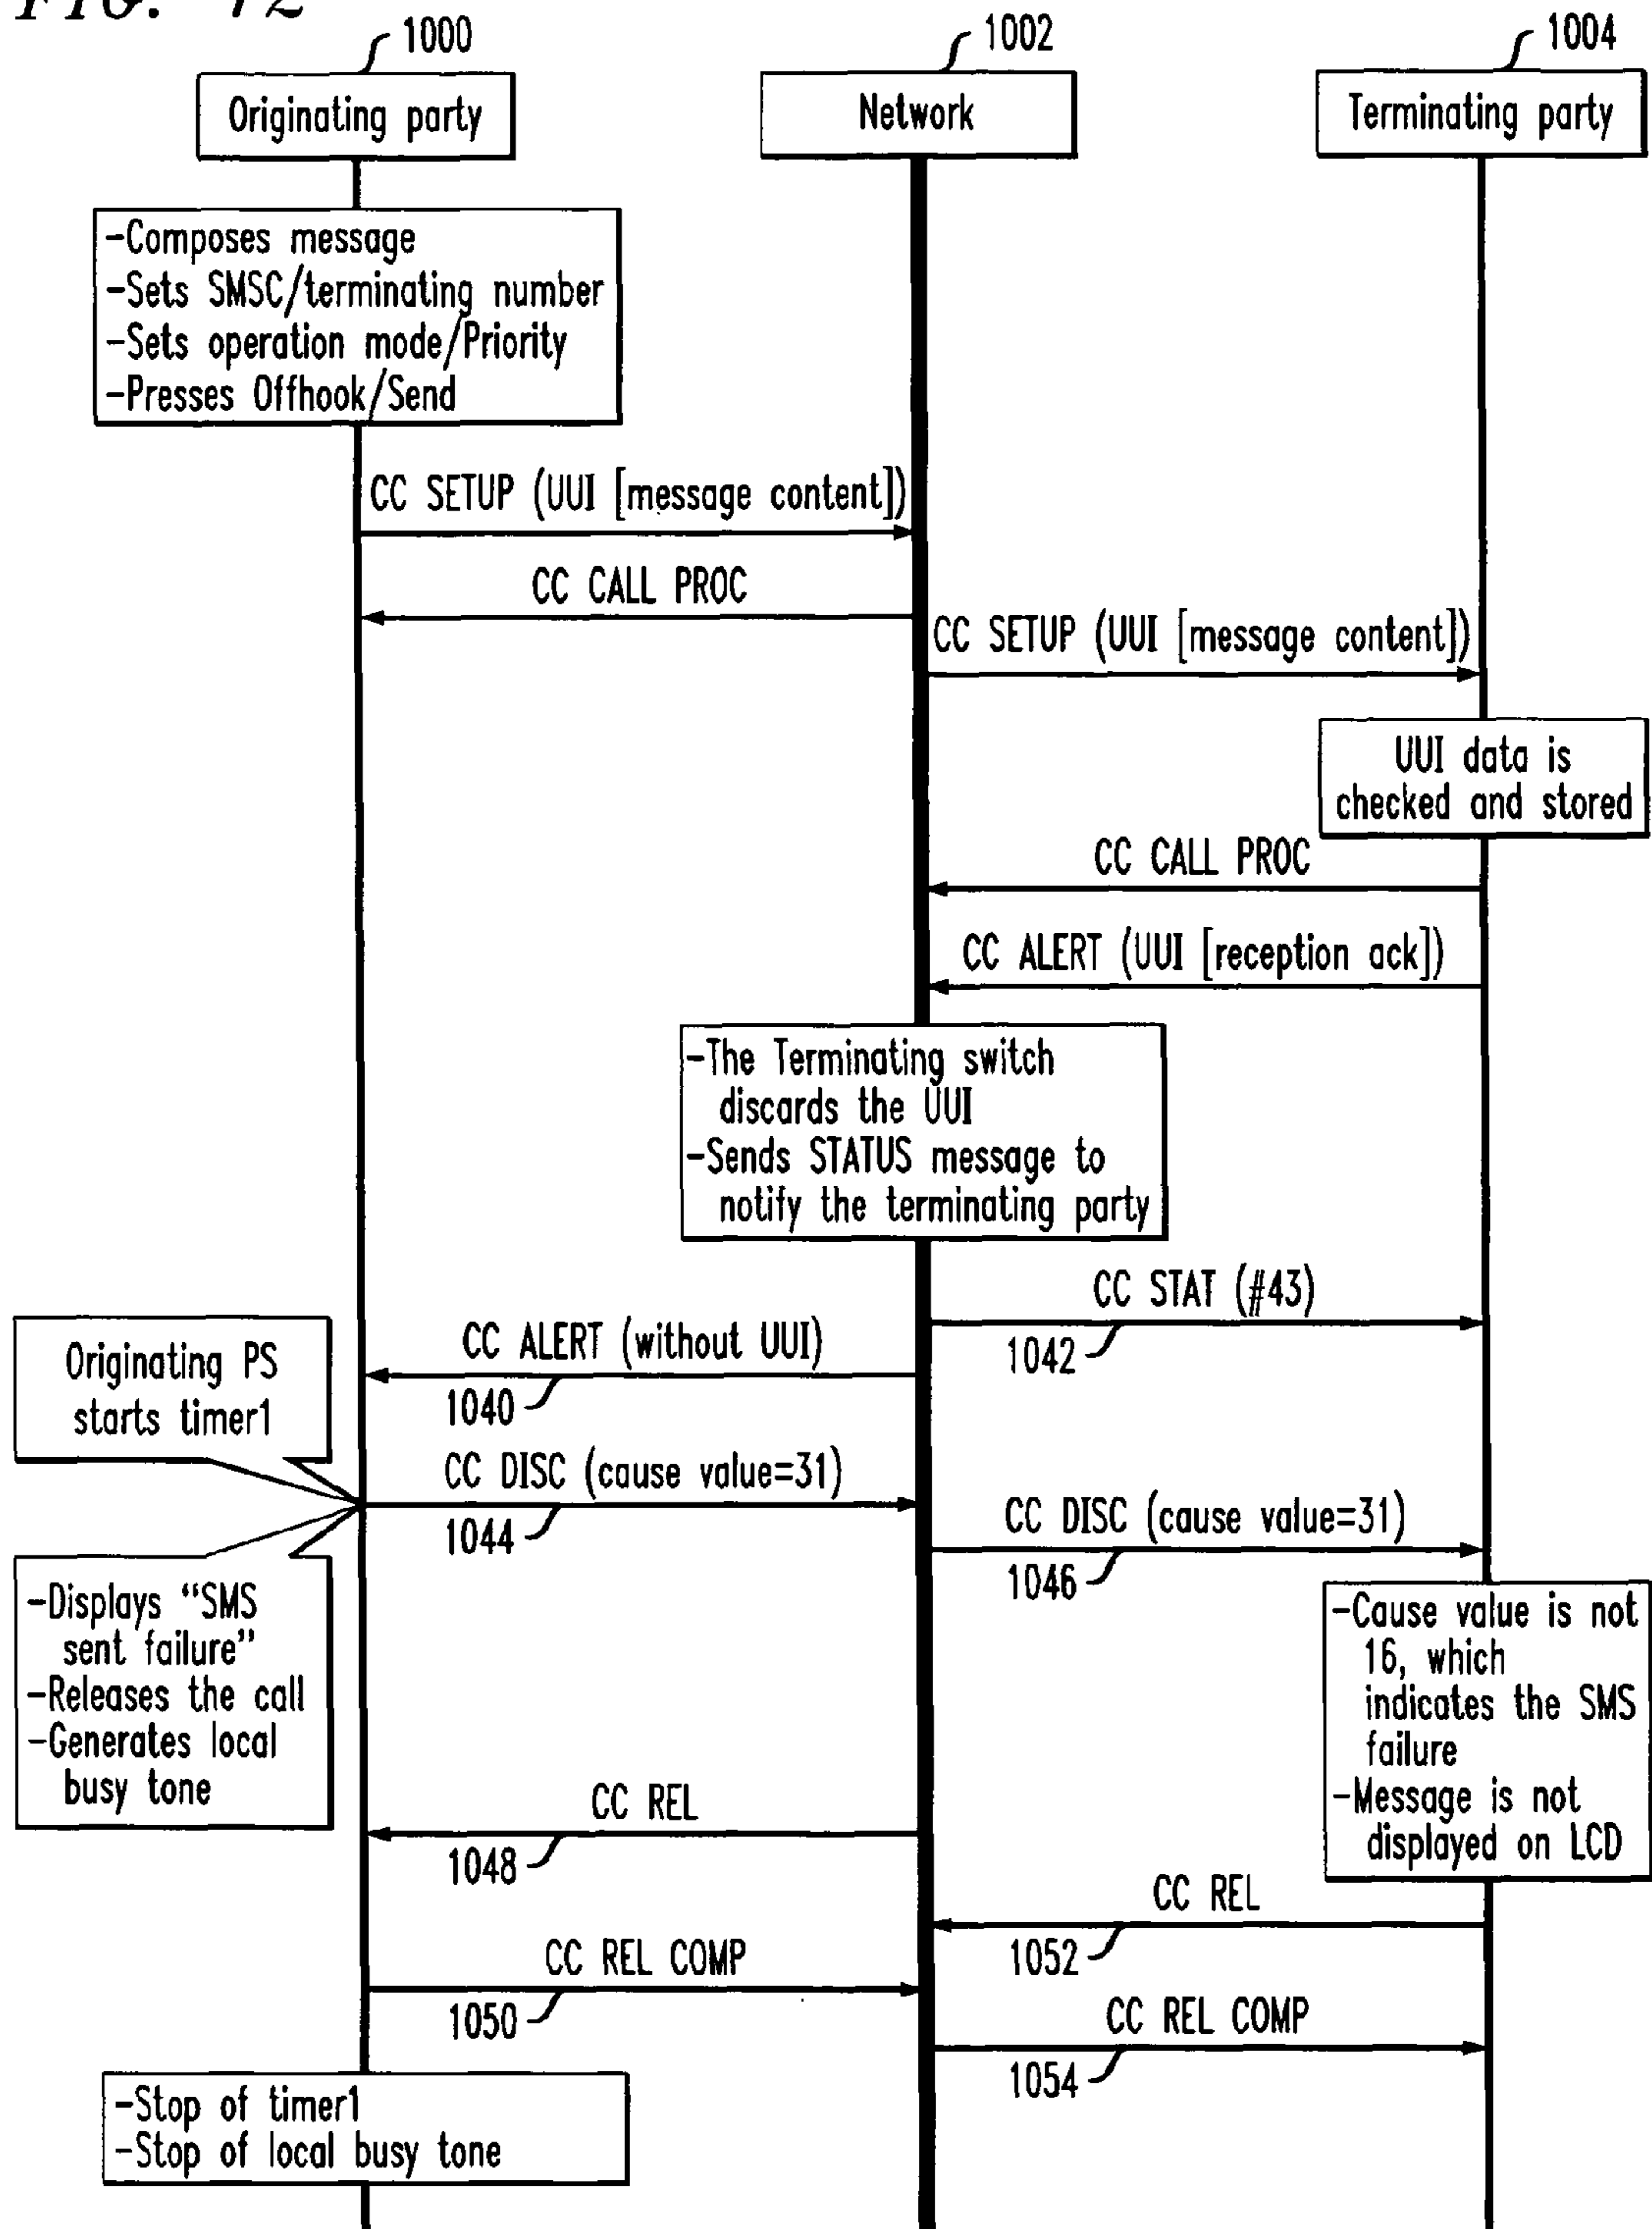 FIG. 12
1000
1002
1004
Originating party
Network
Terminating party
-Composes message
-Sets SMSC/terminating number
-Sets operation mode/Priority
-Presses Offhook/Send
CC SETUP (UUI [message content])
CC CALL PROC
CC SETUP (UUI [message content])
UUI data is
checked and stored
CC CALL PROC
CC ALERT (UUI [reception ack])
-The Terminating switch
discards the UUI
-Sends STATUS message to
notify the terminating party
CC STAT (#43)
1042
CC ALERT (without UUI)
1040
Originating PS
starts timer1
CC DISC (cause value=31)
1044
CC DISC (cause value=31)
1046
-Displays “SMS
sent failure”
-Releases the call
-Generates local
busy tone
-Cause value is not
16, which
indicates the SMS
failure
-Message is not
displayed on LCD
CC REL
1048
CC REL
1052
CC REL COMP
1050
CC REL COMP
1054
-Stop of timer1
-Stop of local busy tone